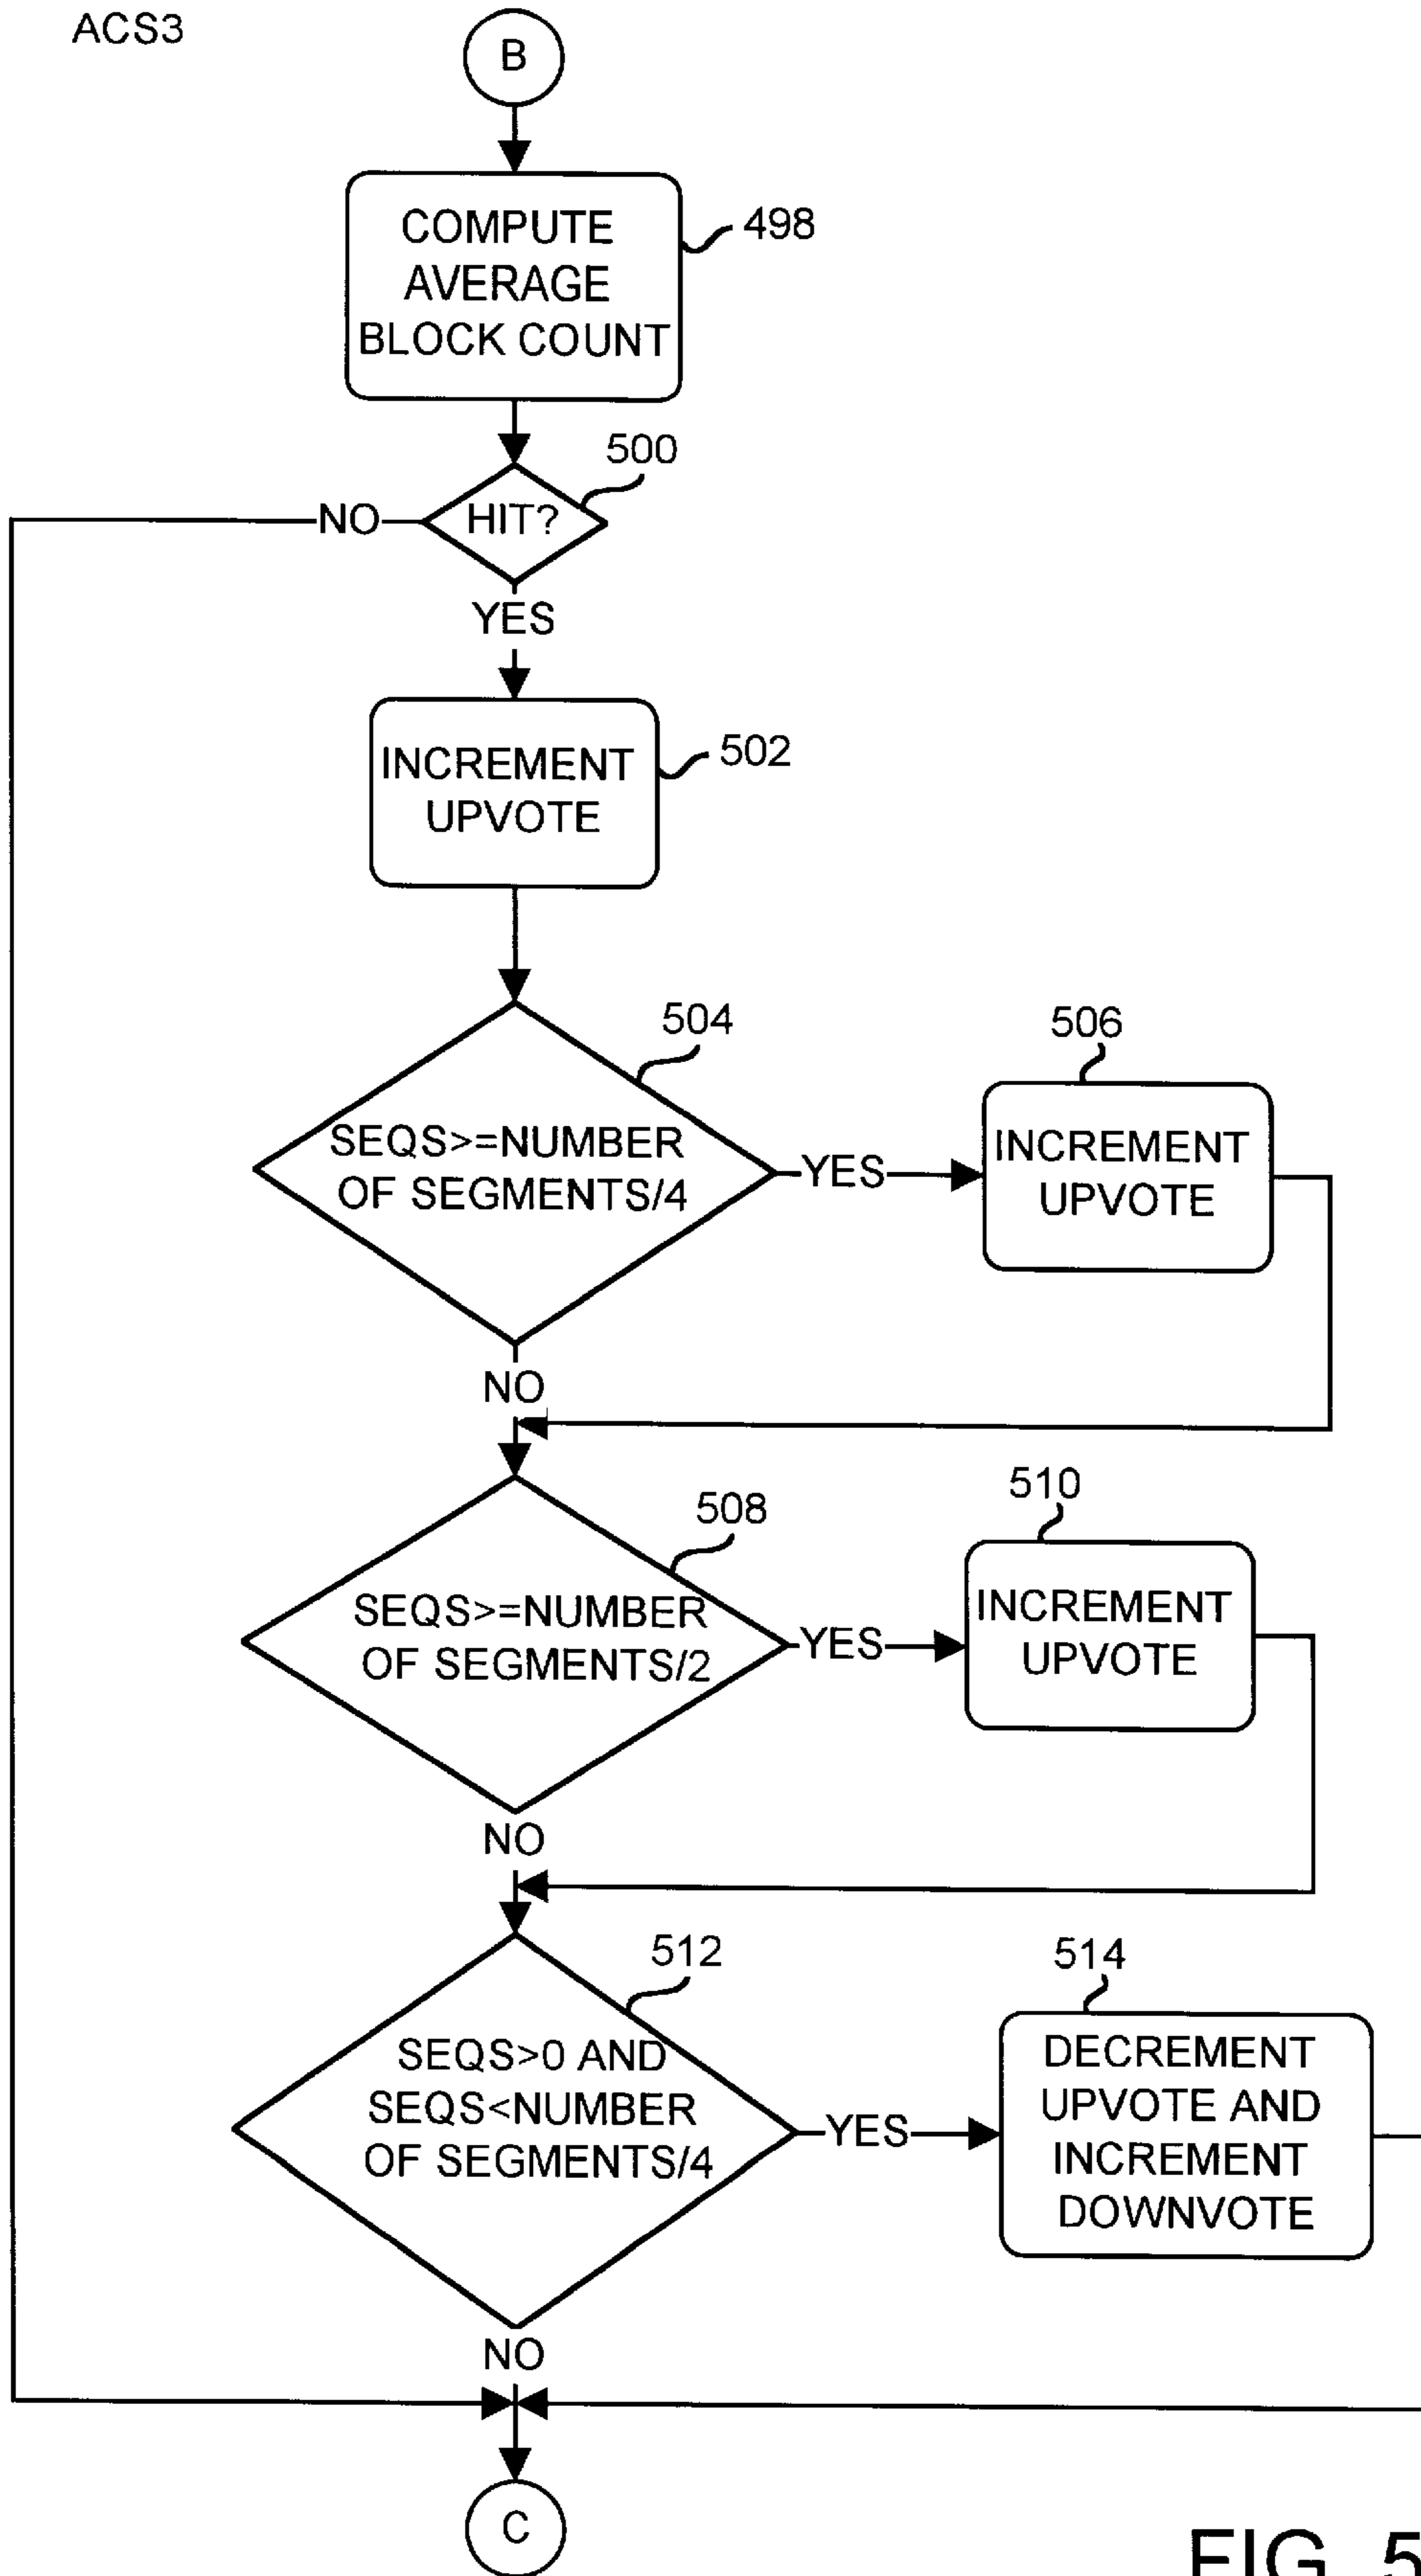 ACS3
B
COMPUTE
AVERAGE
BLOCK COUNT
498
500
HIT?
NO
YES
INCREMENT
UPVOTE
502
504
SEQS>=NUMBER
OF SEGMENTS/4
YES
506
INCREMENT
UPVOTE
NO
508
SEQS>=NUMBER
OF SEGMENTS/2
YES
510
INCREMENT
UPVOTE
NO
512
SEQS>0 AND
SEQS<NUMBER
OF SEGMENTS/4
YES
514
DECREMENT
UPVOTE AND
INCREMENT
DOWNVOTE
NO
C
FIG. 5